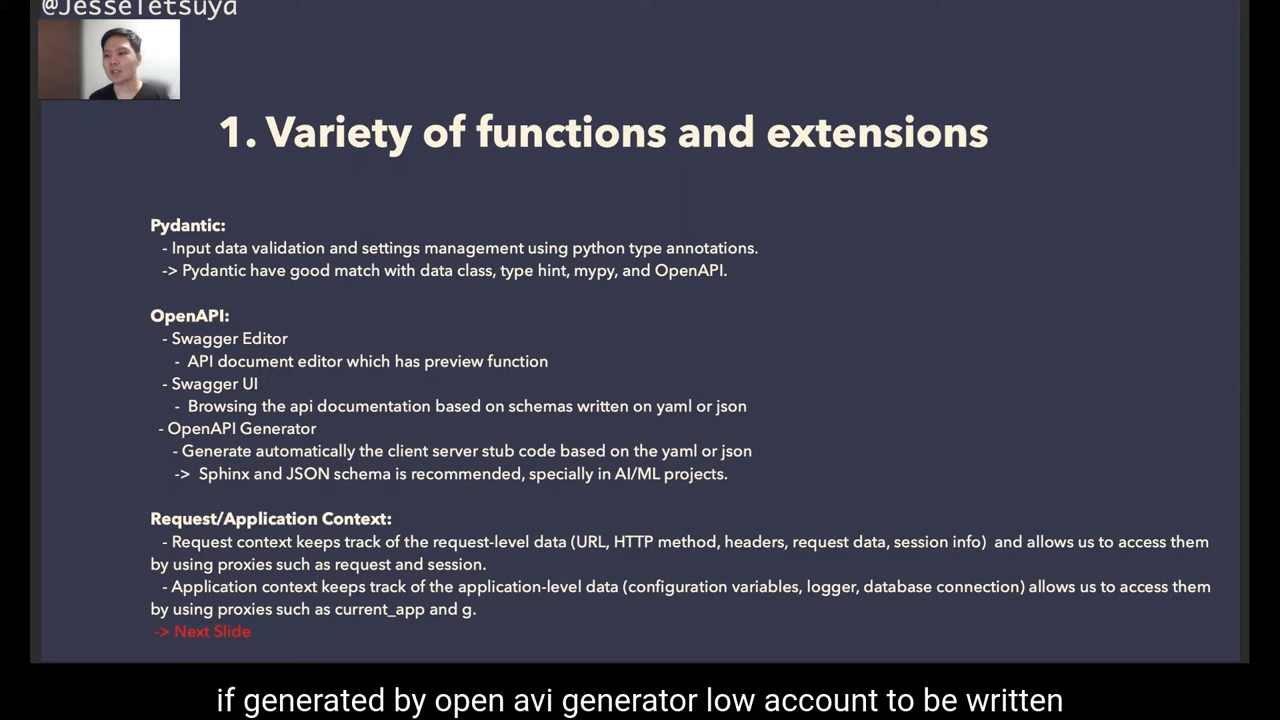 @JesseTetsuya
1. Variety of functions and extensions
Pydantic:
- Input data validation and settings management using python type annotations.
-> Pydantic have good match with data class, type hint, mypy, and OpenAPI.
OpenAPI:
- Swagger Editor
- API document editor which has preview function
- Swagger UI
- Browsing the api documentation based on schemas written on yaml or json
- OpenAPI Generator
- Generate automatically the client server stub code based on the yaml or json
-> Sphinx and JSON schema is recommended, specially in AI/ML projects.
Request/Application Context:
- Request context keeps track of the request-level data (URL, HTTP method, headers, request data, session info) and allows us to access them
by using proxies such as request and session.
- Application context keeps track of the application-level data (configuration variables, logger, database connection) allows us to access them
by using proxies such as current_app and g.
-> Next Slide
if generated by open avi generator low account to be written